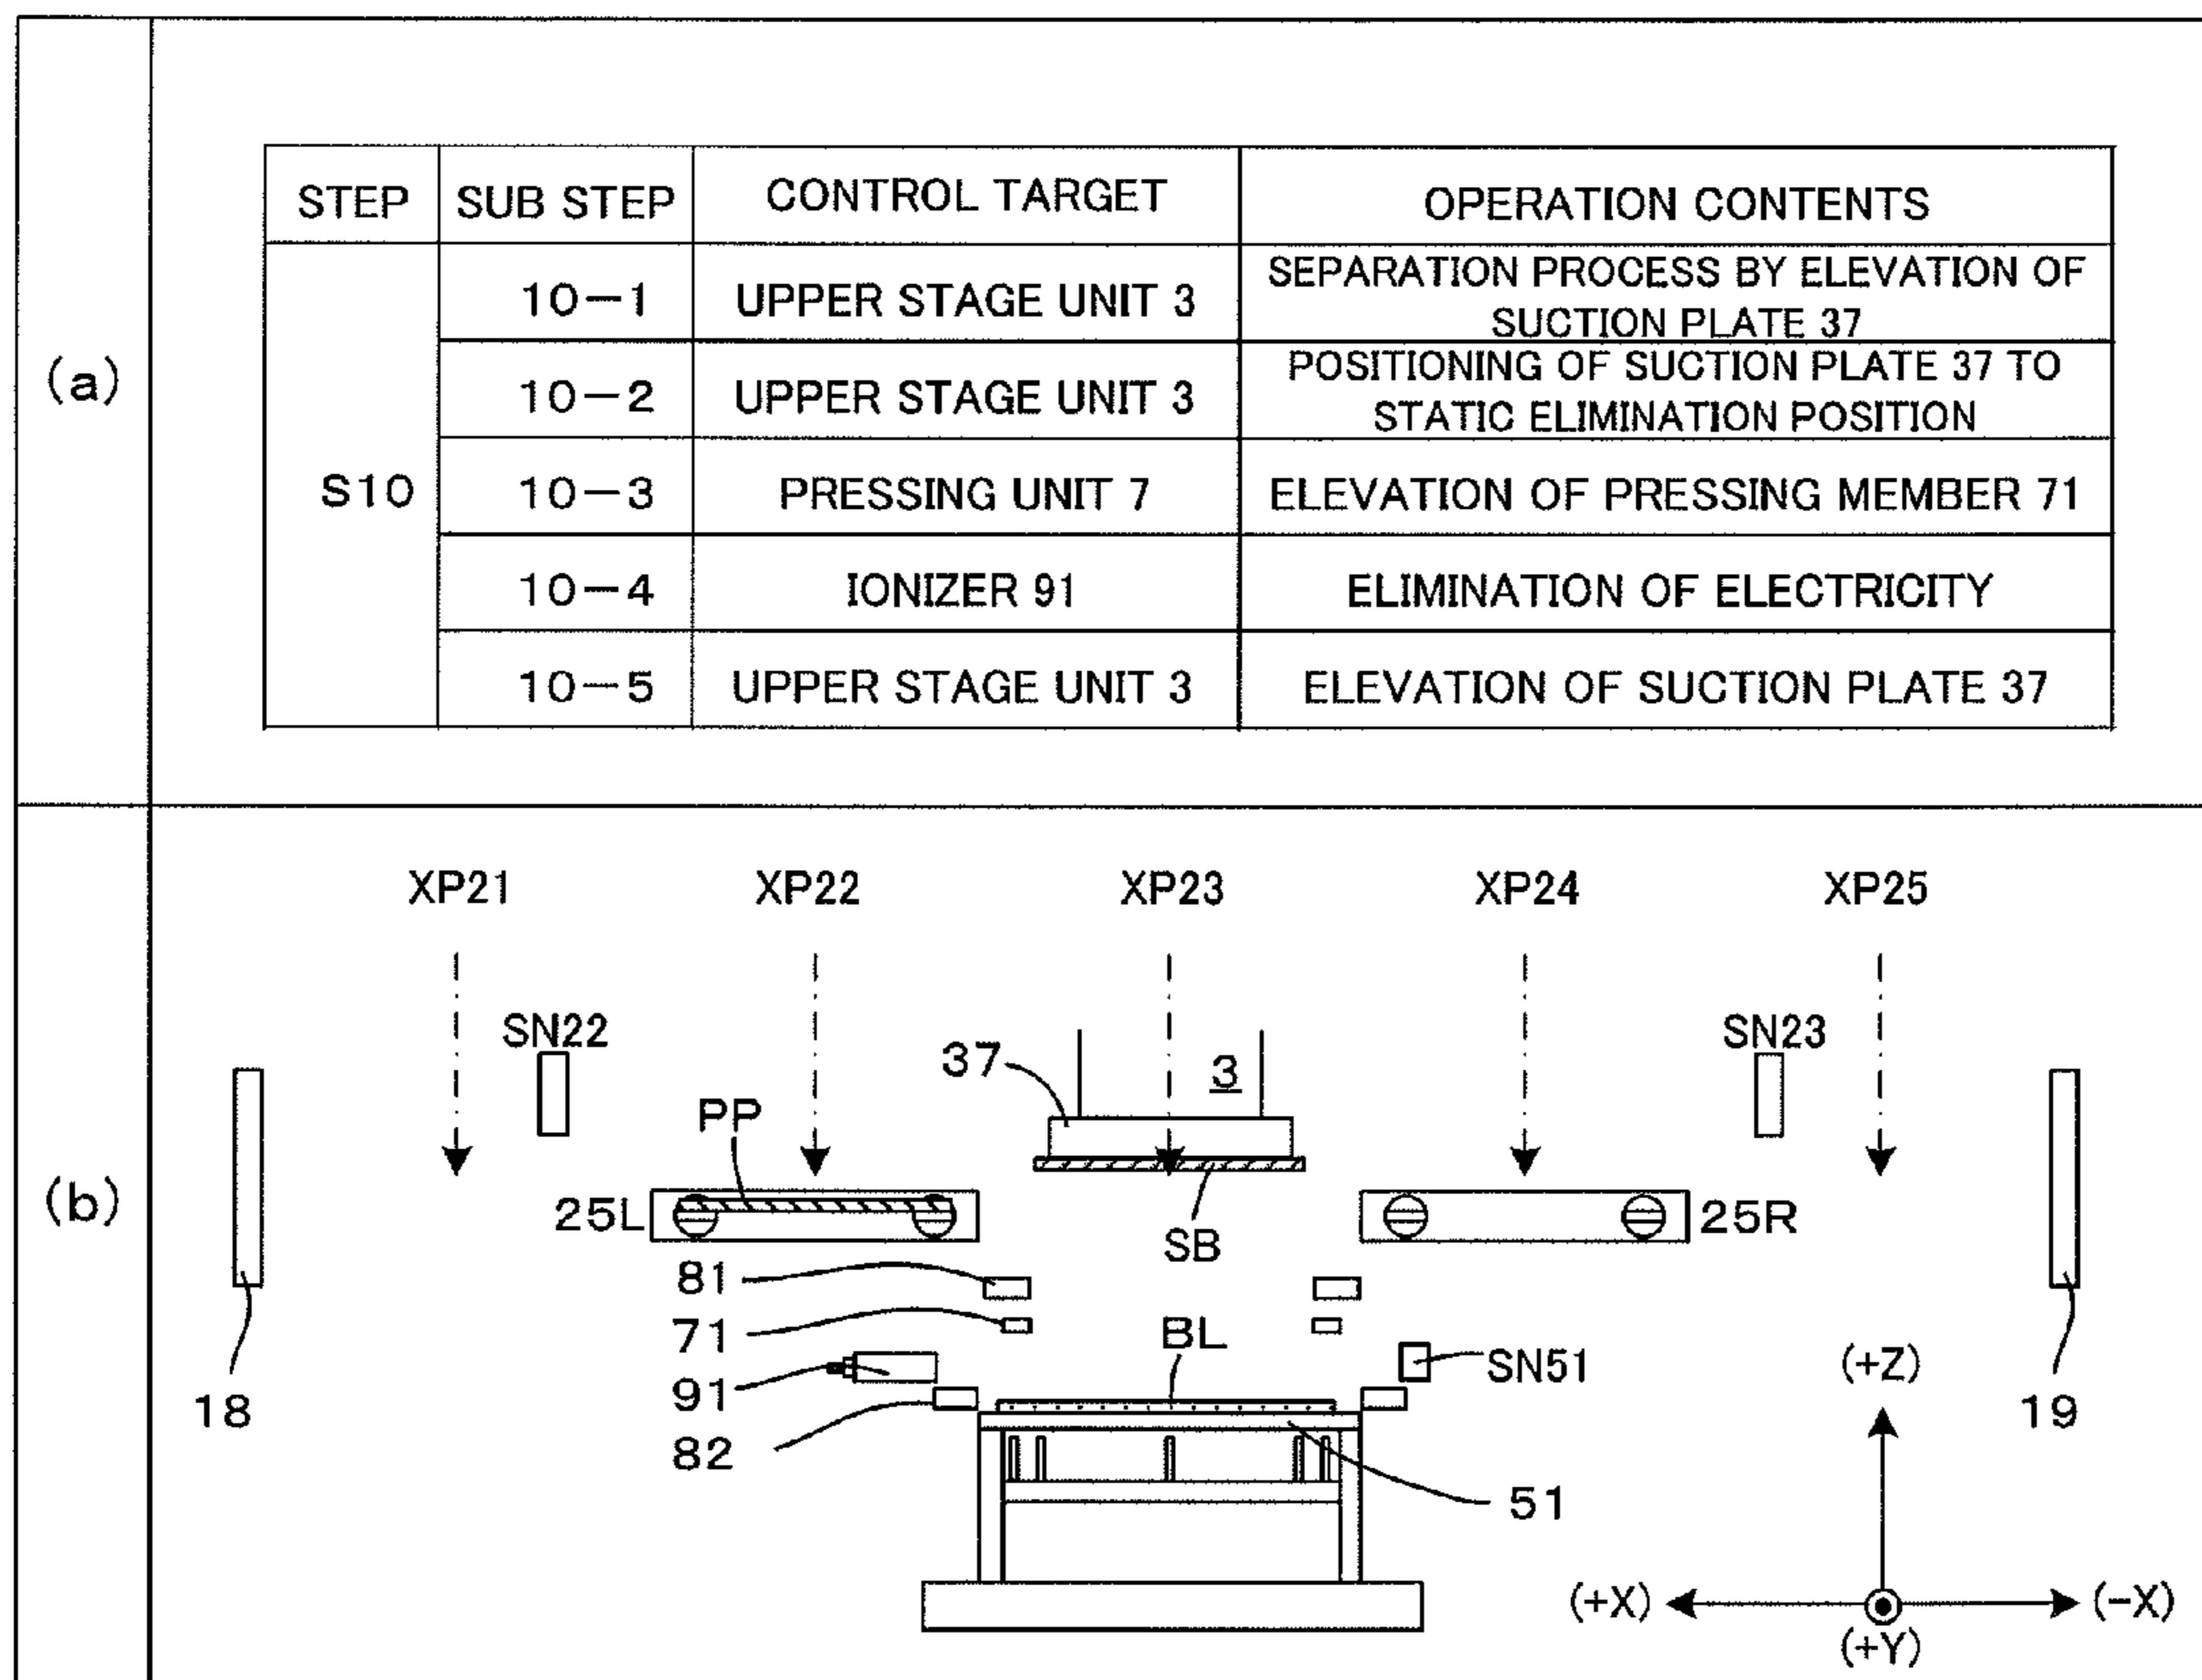 (a)
STEP SUB STEP CONTROL TARGET OPERATION CONTENTS
S10
10-1 UPPER STAGE UNIT 3 SEPARATION PROCESS BY ELEVATION OF
SUCTION PLATE 37
10-2 UPPER STAGE UNIT 3 POSITIONING OF SUCTION PLATE 37 TO
STATIC ELIMINATION POSITION
10-3 PRESSING UNIT 7 ELEVATION OF PRESSING MEMBER 71
10-4 IONIZER 91 ELIMINATION OF ELECTRICITY
10-5 UPPER STAGE UNIT 3 ELEVATION OF SUCTION PLATE 37
(b)
XP21 XP22 XP23 XP24 XP25
SN22 SN23
37 3
PP
25L SB 25R
81
71 BL
91 SN51 (+Z)
18 19
82
51
(+X) (-X)
(+Y)